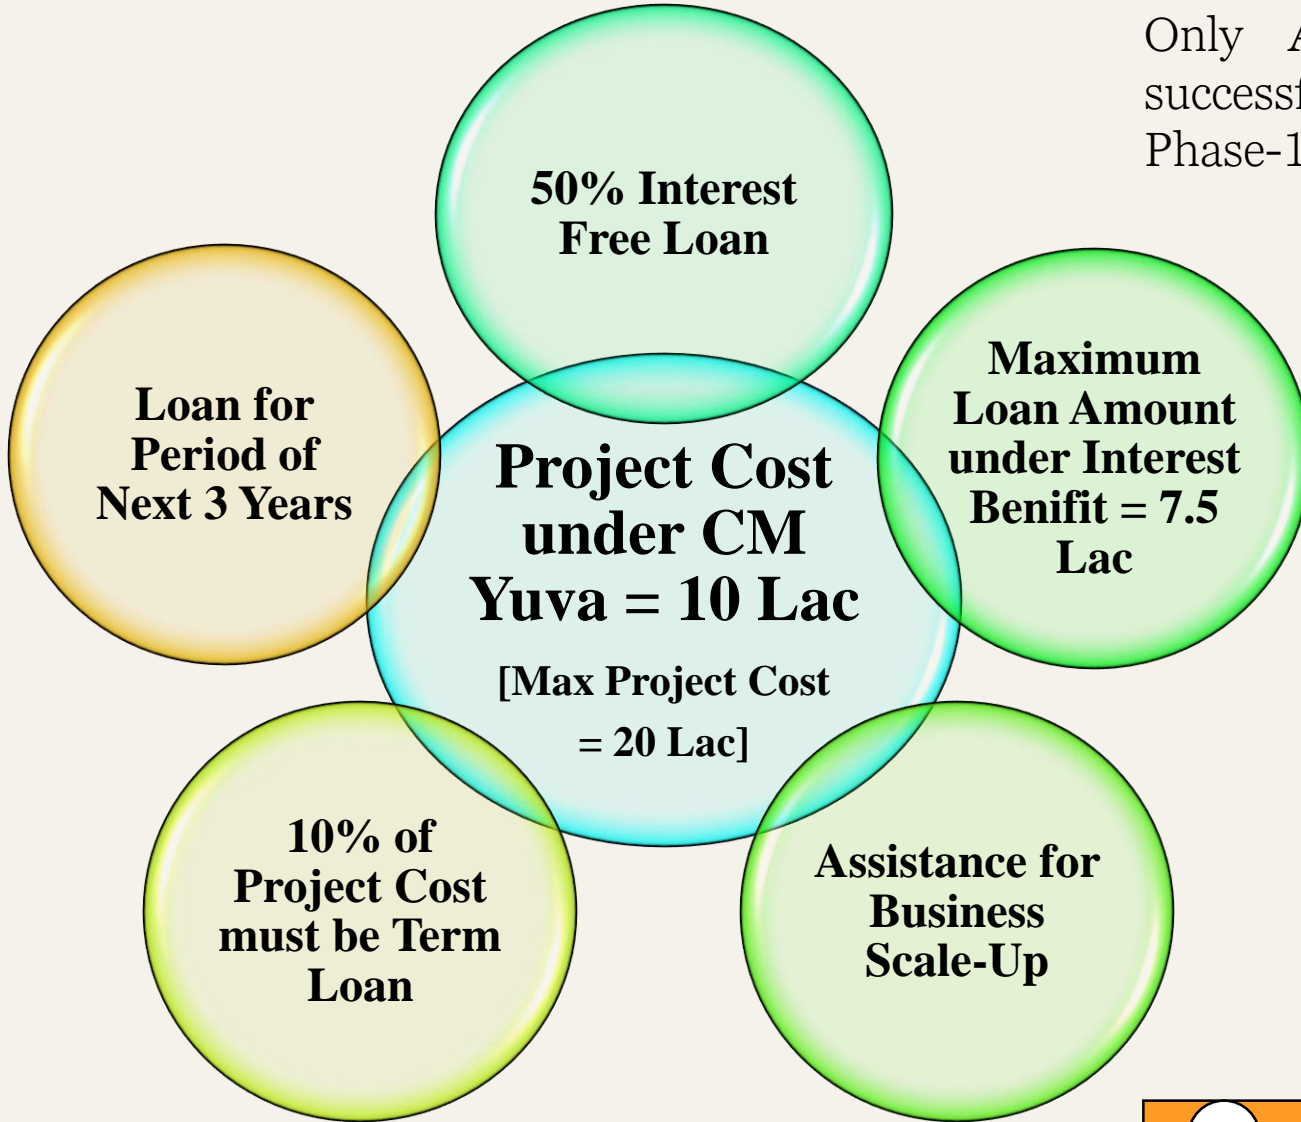 Only
successf
Phase-1
50% Interest
Free Loan
Maximum
Loan Amount
under Interest
Benifit = 7.5
Lac
Loan for
Period of
Next 3 Years
Project Cost
under CM
Yuva = 10 Lac
[Max Project Cost
= 20 Lac]
10% of
Project Cost
must be Term
Loan
Assistance for
Business
Scale-Up